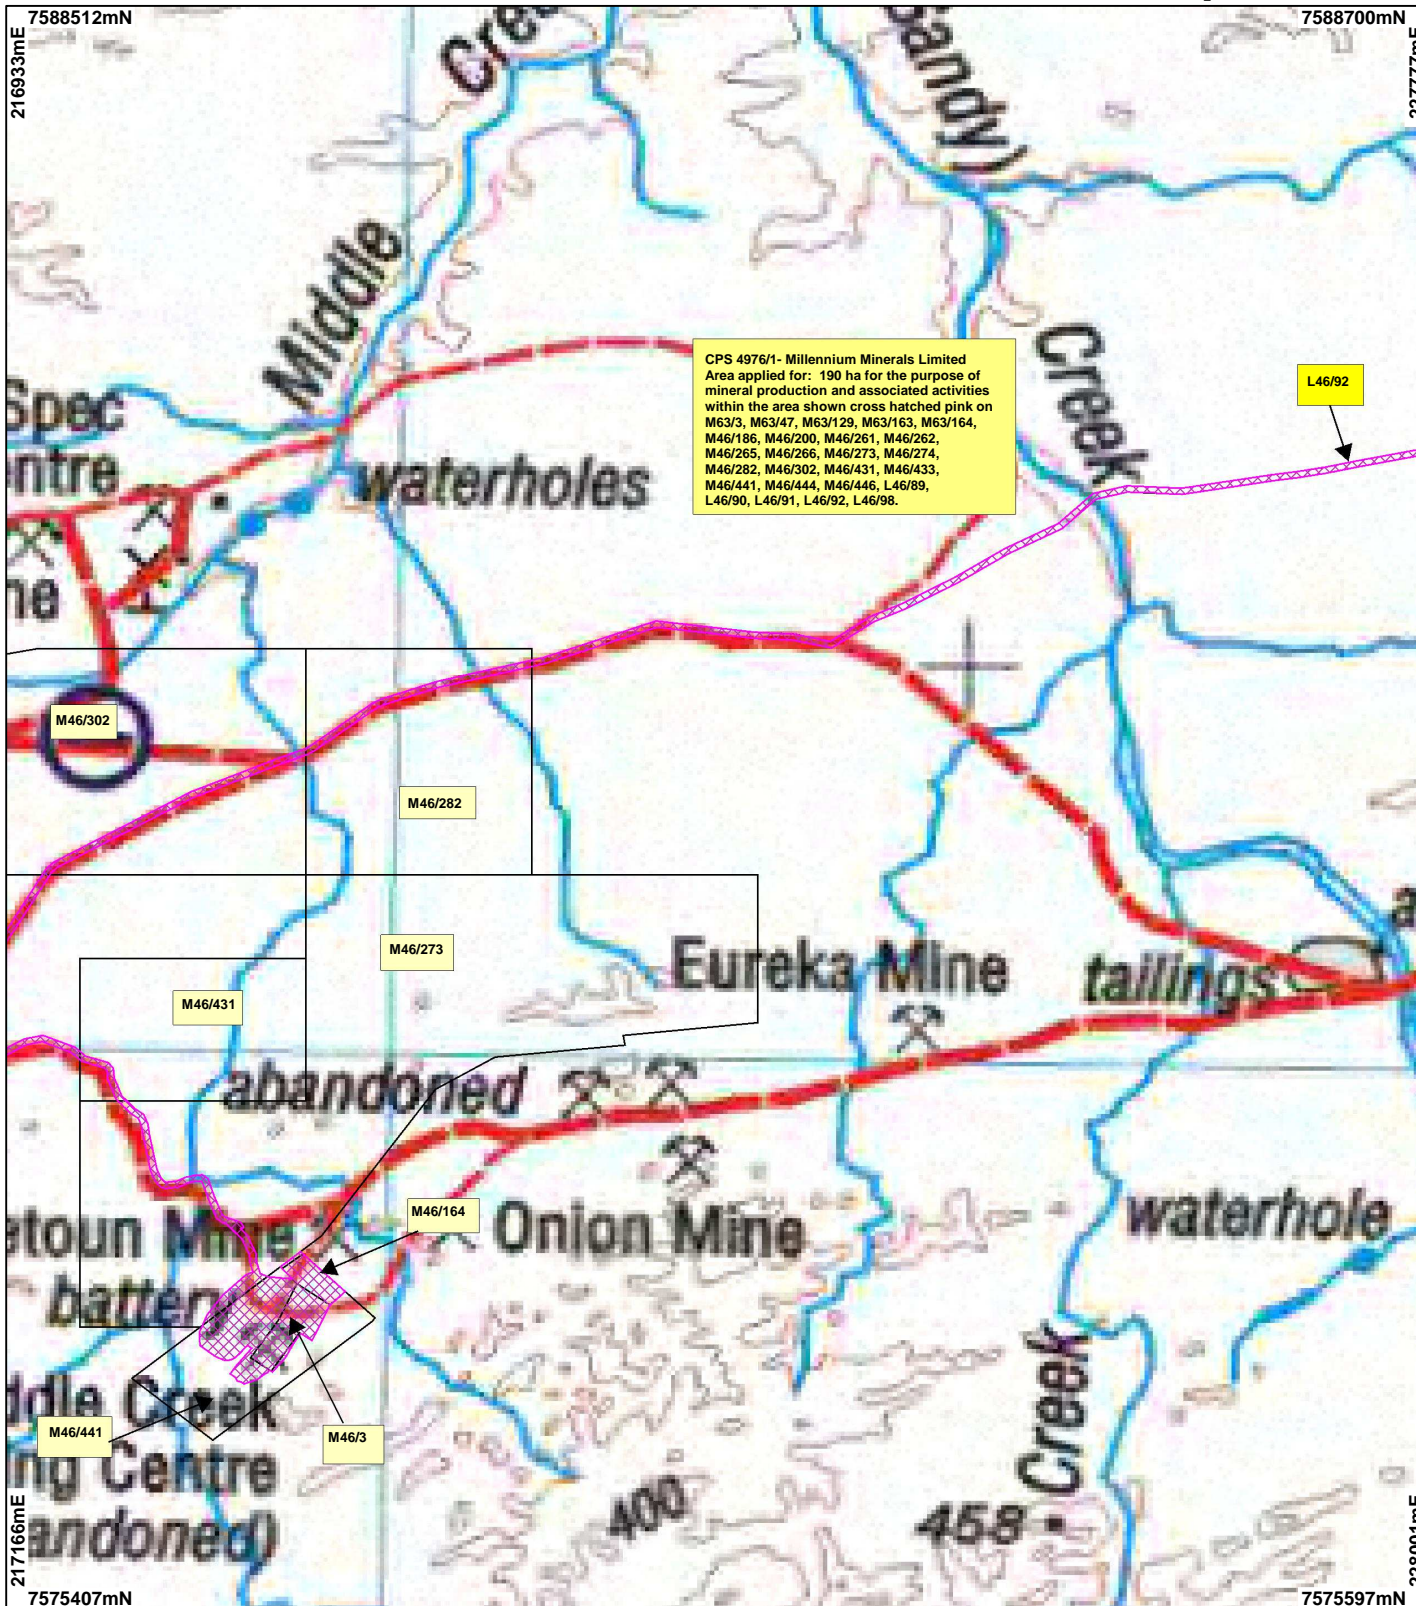 7588512mN
7588700mN
216933mE
Sandy
Middle
Creek
CPS 4976/1- Millennium Minerals Limited
Area applied for:  190 ha for the purpose of
mineral production and associated activities
within the area shown cross hatched pink on
M63/3, M63/47, M63/129, M63/163, M63/164,
M46/186, M46/200, M46/261, M46/262,
M46/265, M46/266, M46/273, M46/274,
M46/282, M46/302, M46/431, M46/433,
M46/441, M46/444, M46/446, L46/89,
L46/90, L46/91, L46/92, L46/98.
L46/92
Spec
entre
waterholes
ne
M46/302
M46/282
M46/273
Eureka Mine
tailings
a
M46/431
abandoned
M46/164
etoun Mine
Onion Mine
waterhole
battery
ddle Creek
M46/441
M46/3
ng Centre
Creek
400
458
andoned)
217166mE
7575407mN
7575597mN